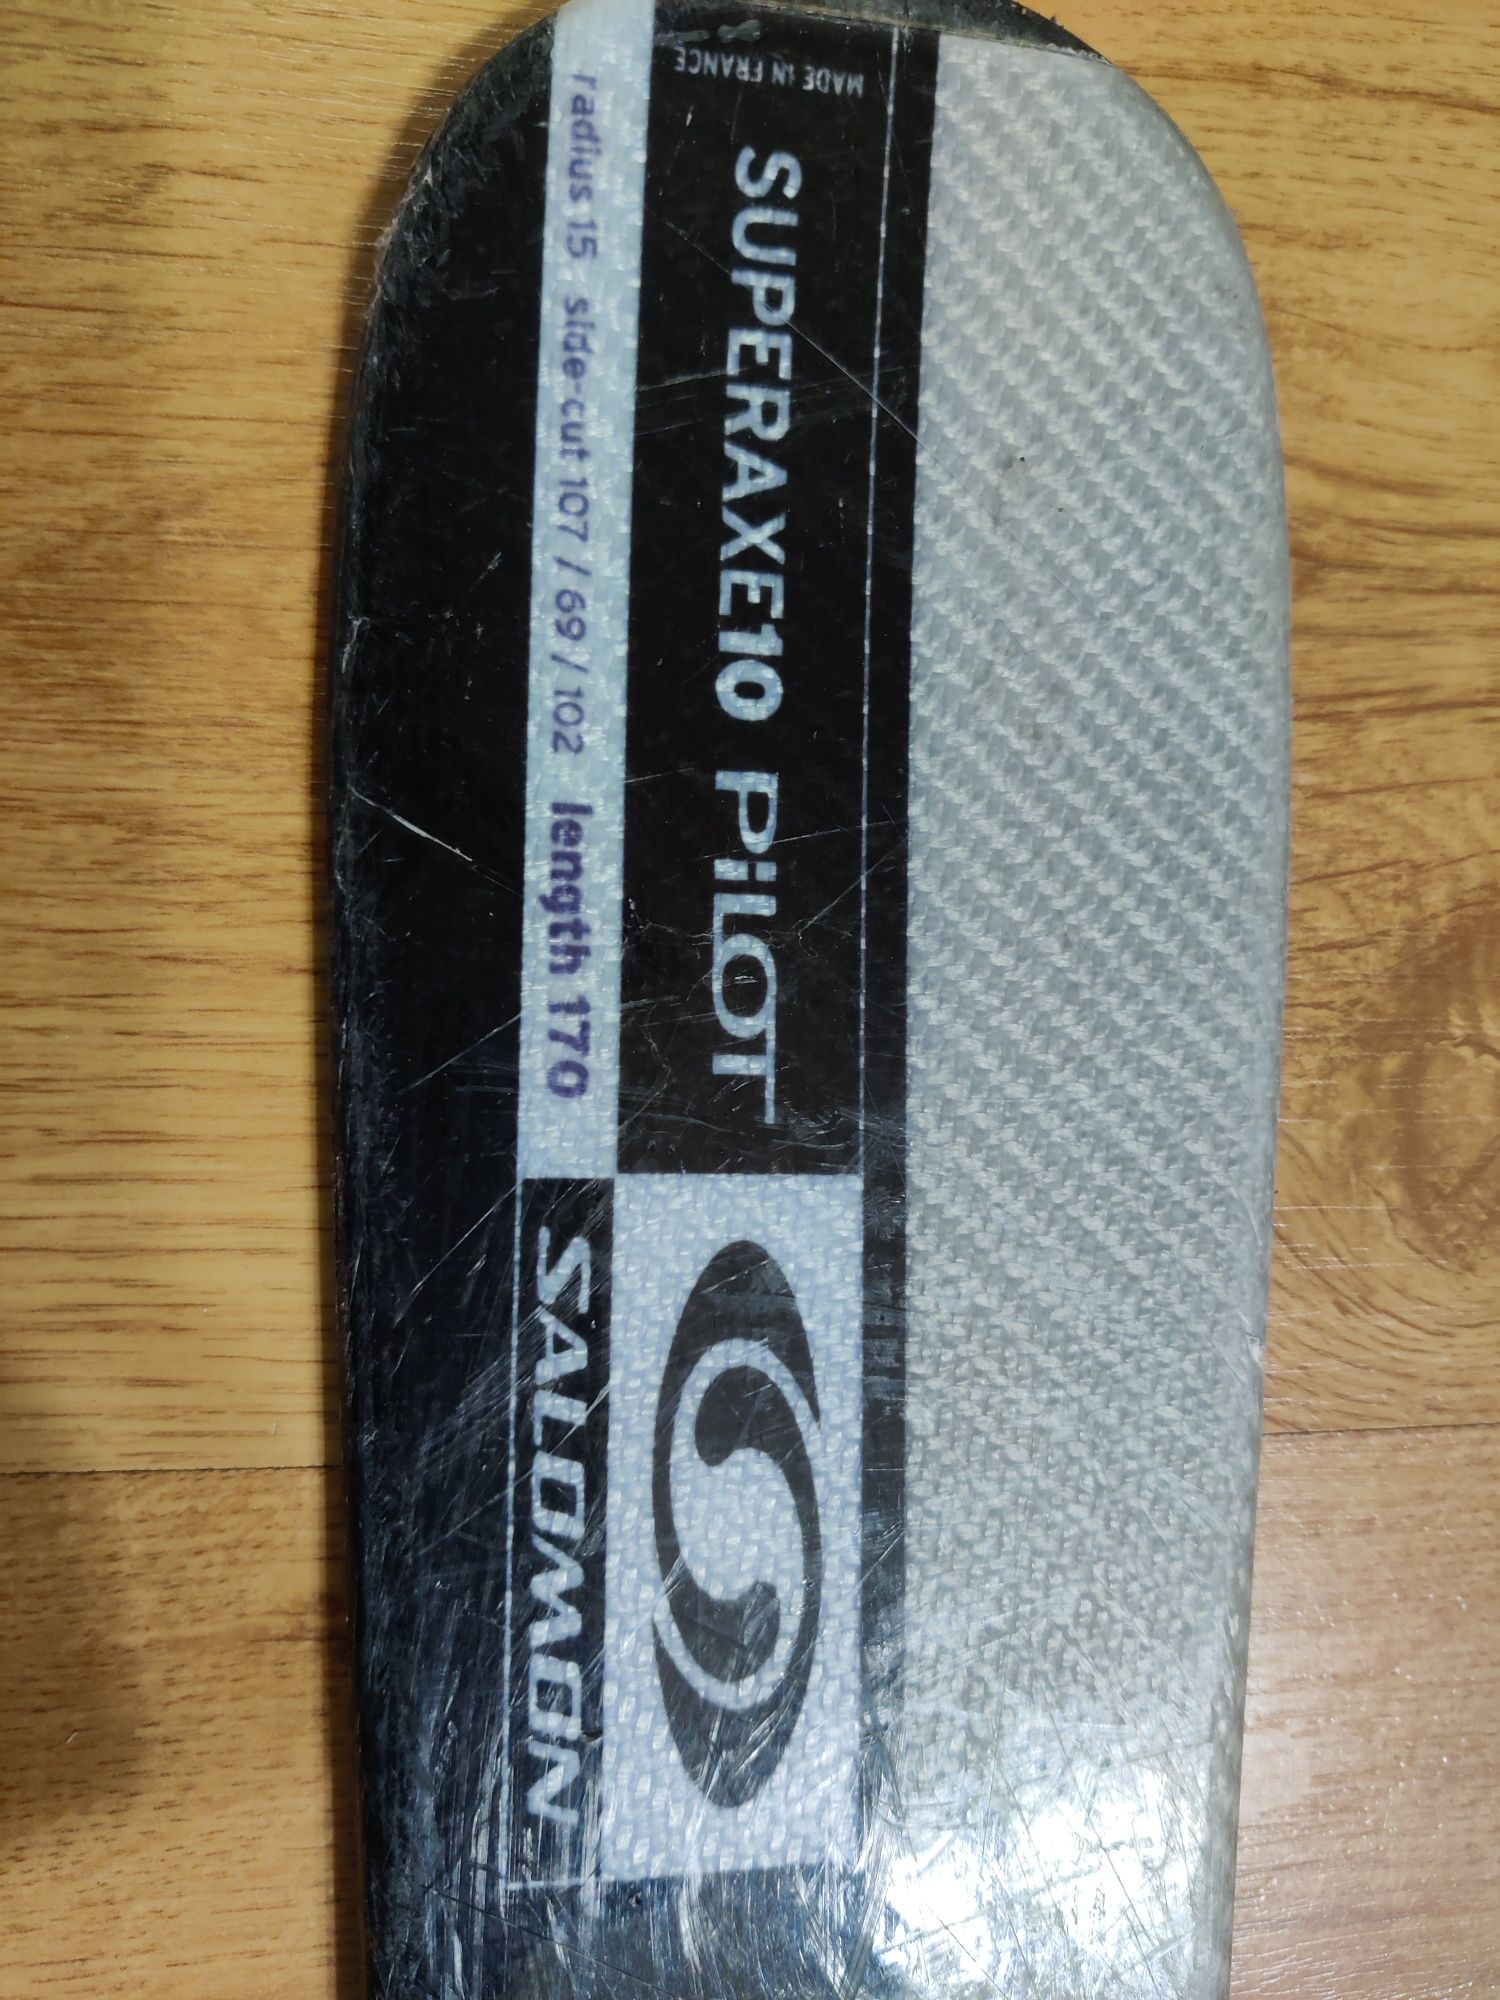 MADE IN FRANCE
SUPERAXE10 PiLOT
radius 15 side-cut 107 / 69 / 102 length 170
SALOMON